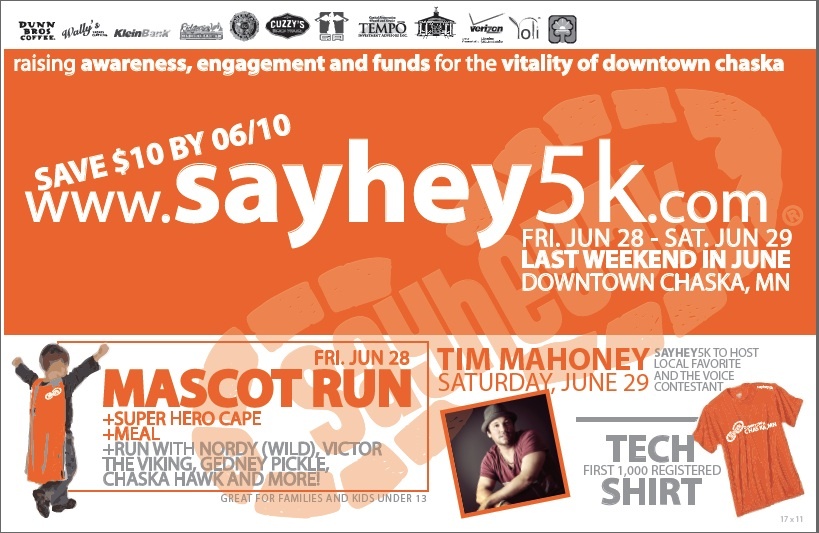 DUNN BROS COFFEE.
Wally's
KleinBank
CUZZY'S
TEMPO
verizon
Yoli
raising awareness, engagement and funds for the vitality of downtown chaska
SAVE $10 BY 06/10
www.sayhey5k.com
FRI. JUN 28 - SAT. JUN 29
LAST WEEKEND IN JUNE
DOWNTOWN CHASKA, MN
FRI. JUN 28
MASCOT RUN
+SUPER HERO CAPE
+MEAL
+RUN WITH NORDY (WILD), VICTOR
THE VIKING, GEDNEY PICKLE,
CHASKA HAWK AND MORE!
GREAT FOR FAMILIES AND KIDS UNDER 13
TIM MAHONEY
SATURDAY, JUNE 29
SAYHEY5K TO HOST
LOCAL FAVORITE
AND THE VOICE
CONTESTANT
TECH
FIRST 1,000 REGISTERED
SHIRT
CHASKA, MN
17 x 11